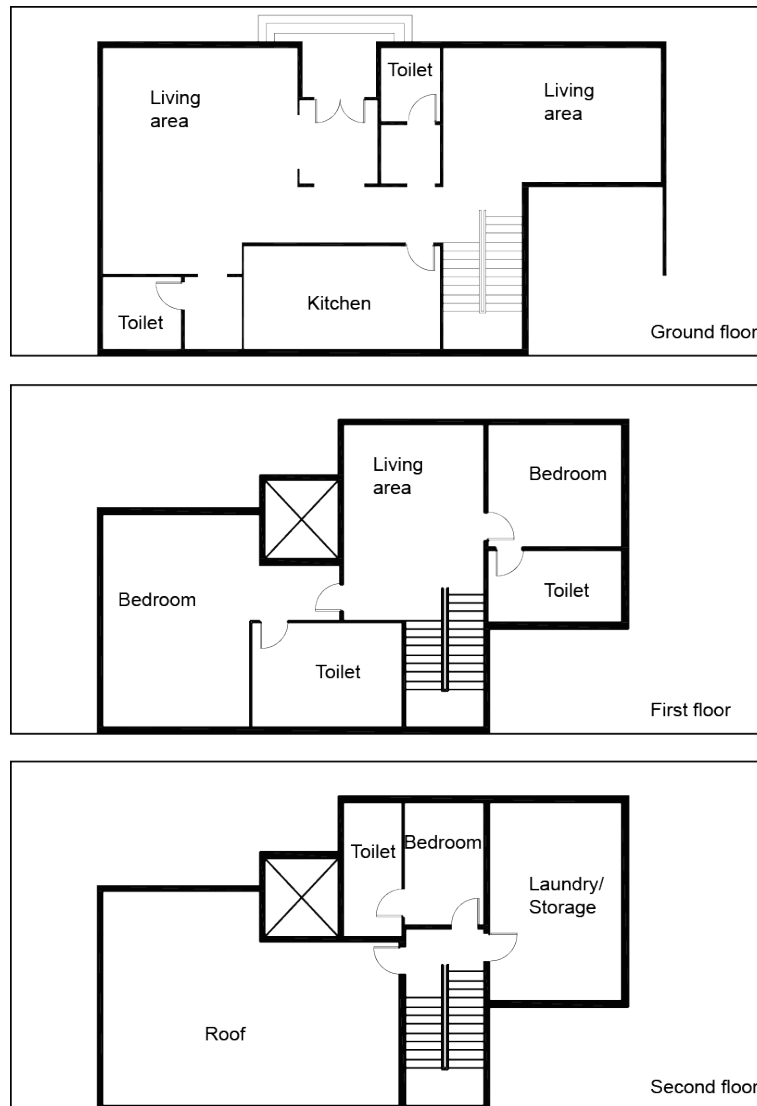 Toilet
Living
area
Living
area
Kitchen
Toilet
Ground floor
Living
area
Bedroom
Bedroom
Toilet
Toilet
First floor
Toilet
Bedroom
Laundry/
Storage
Roof
Second floor